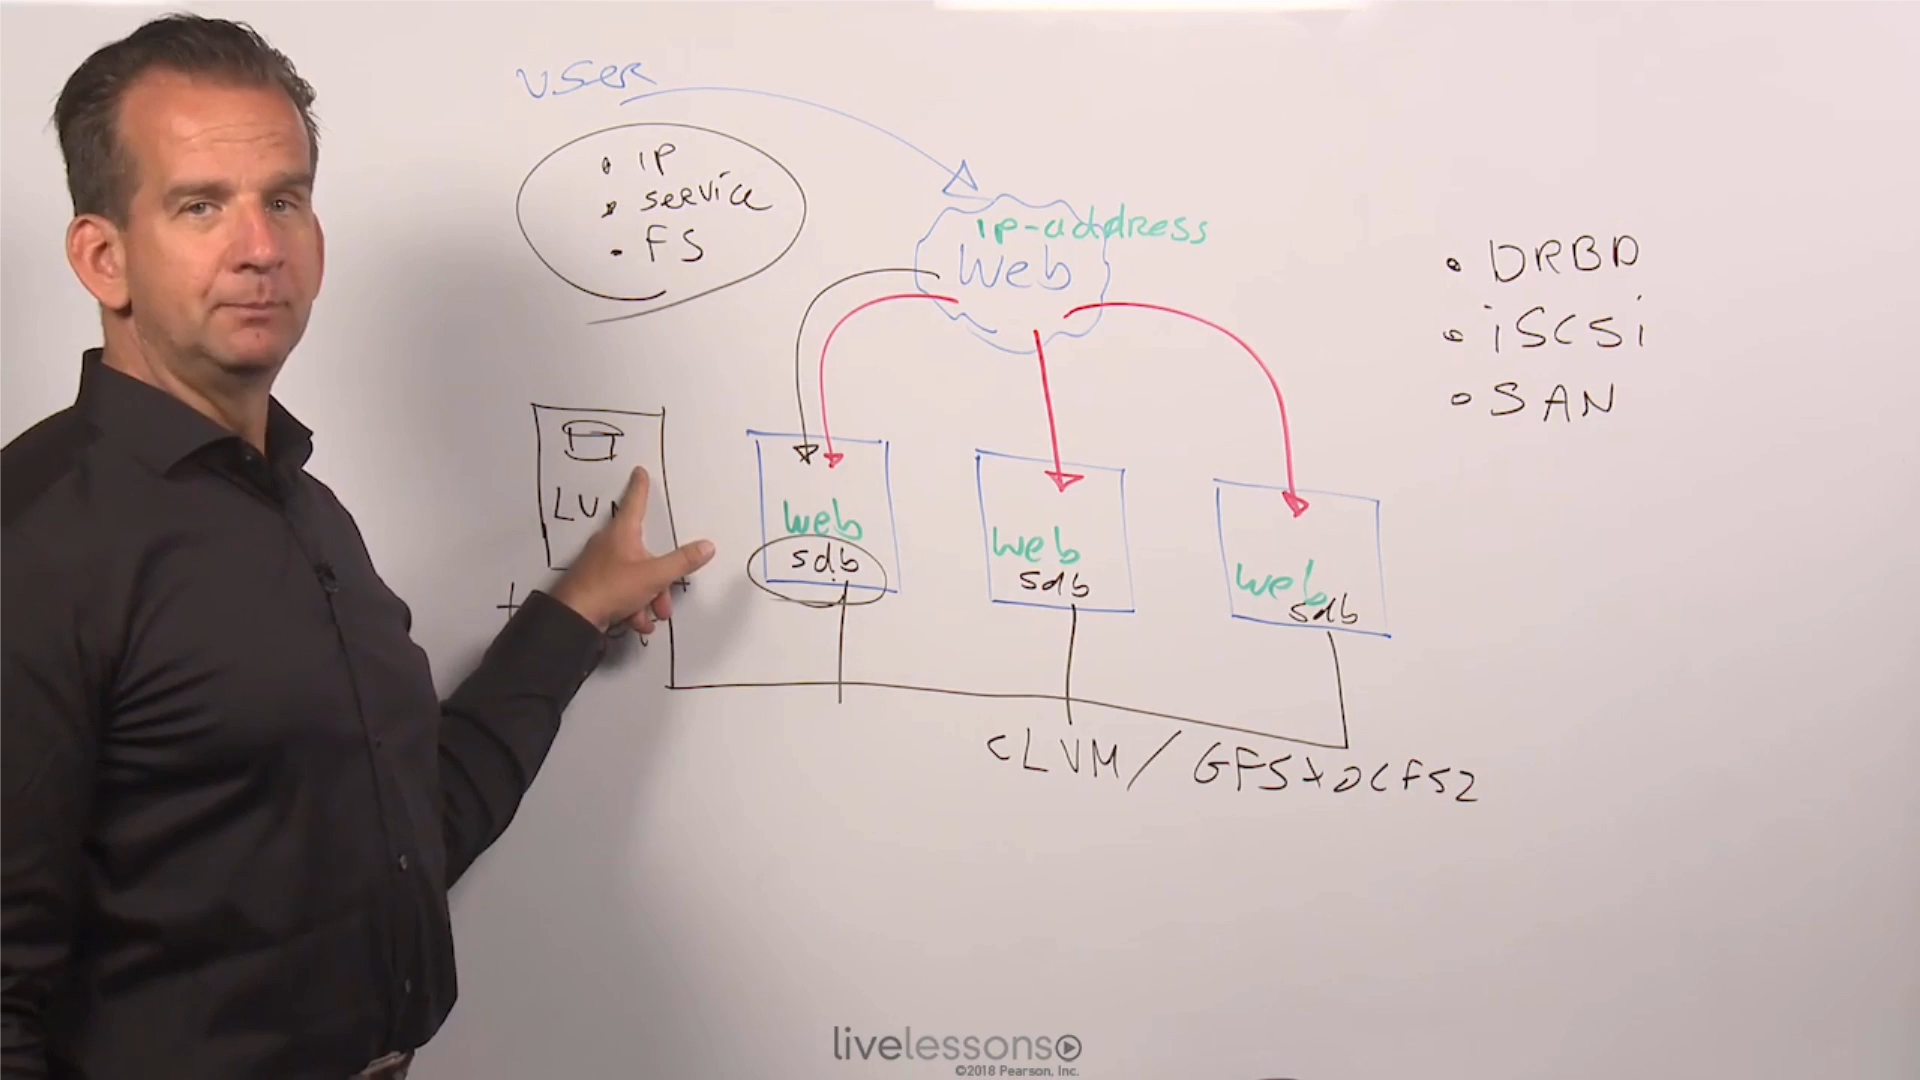 USER
• IP
• service
• FS
IP-address
Web
• DRBD
• iSCSi
• SAN
web
sdb
web
sdb
web
sdb
cLVM / GFS + OCFS2
livelessons
©2018 Pearson, Inc.